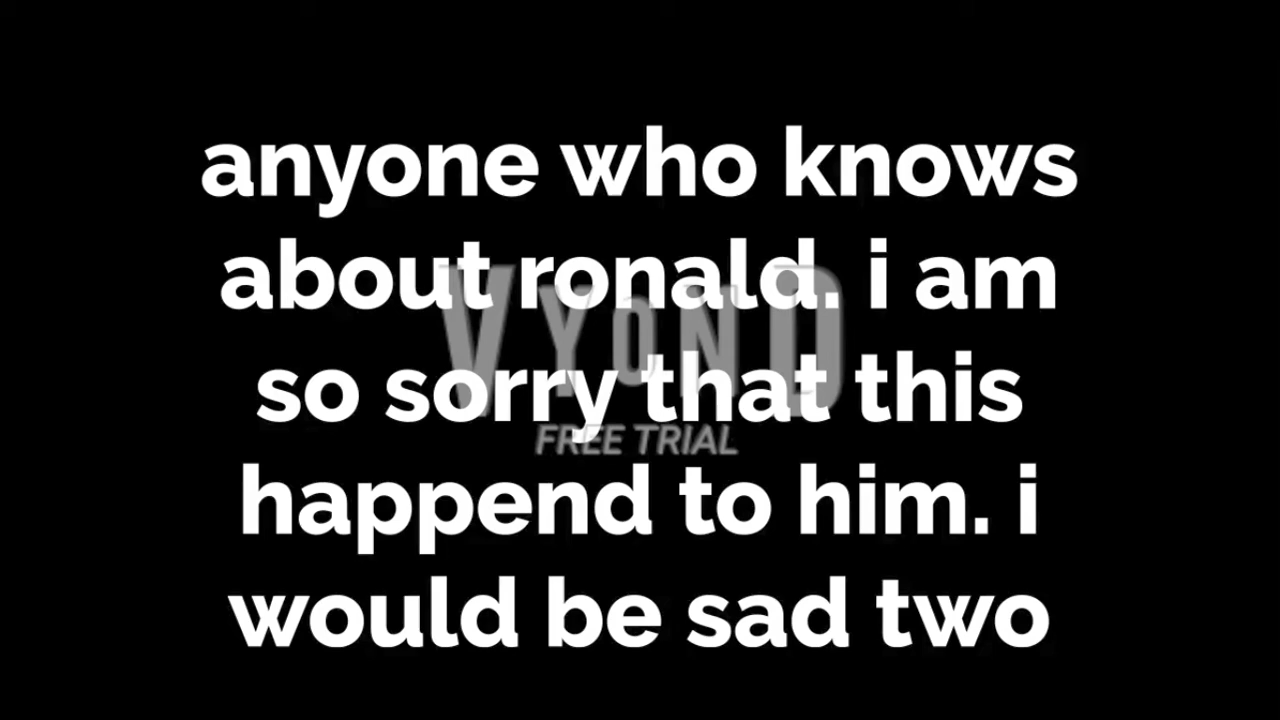 anyone who knows
about ronald. i am
VYOND
so sorry that this
FREE TRIAL
happend to him. i
would be sad two